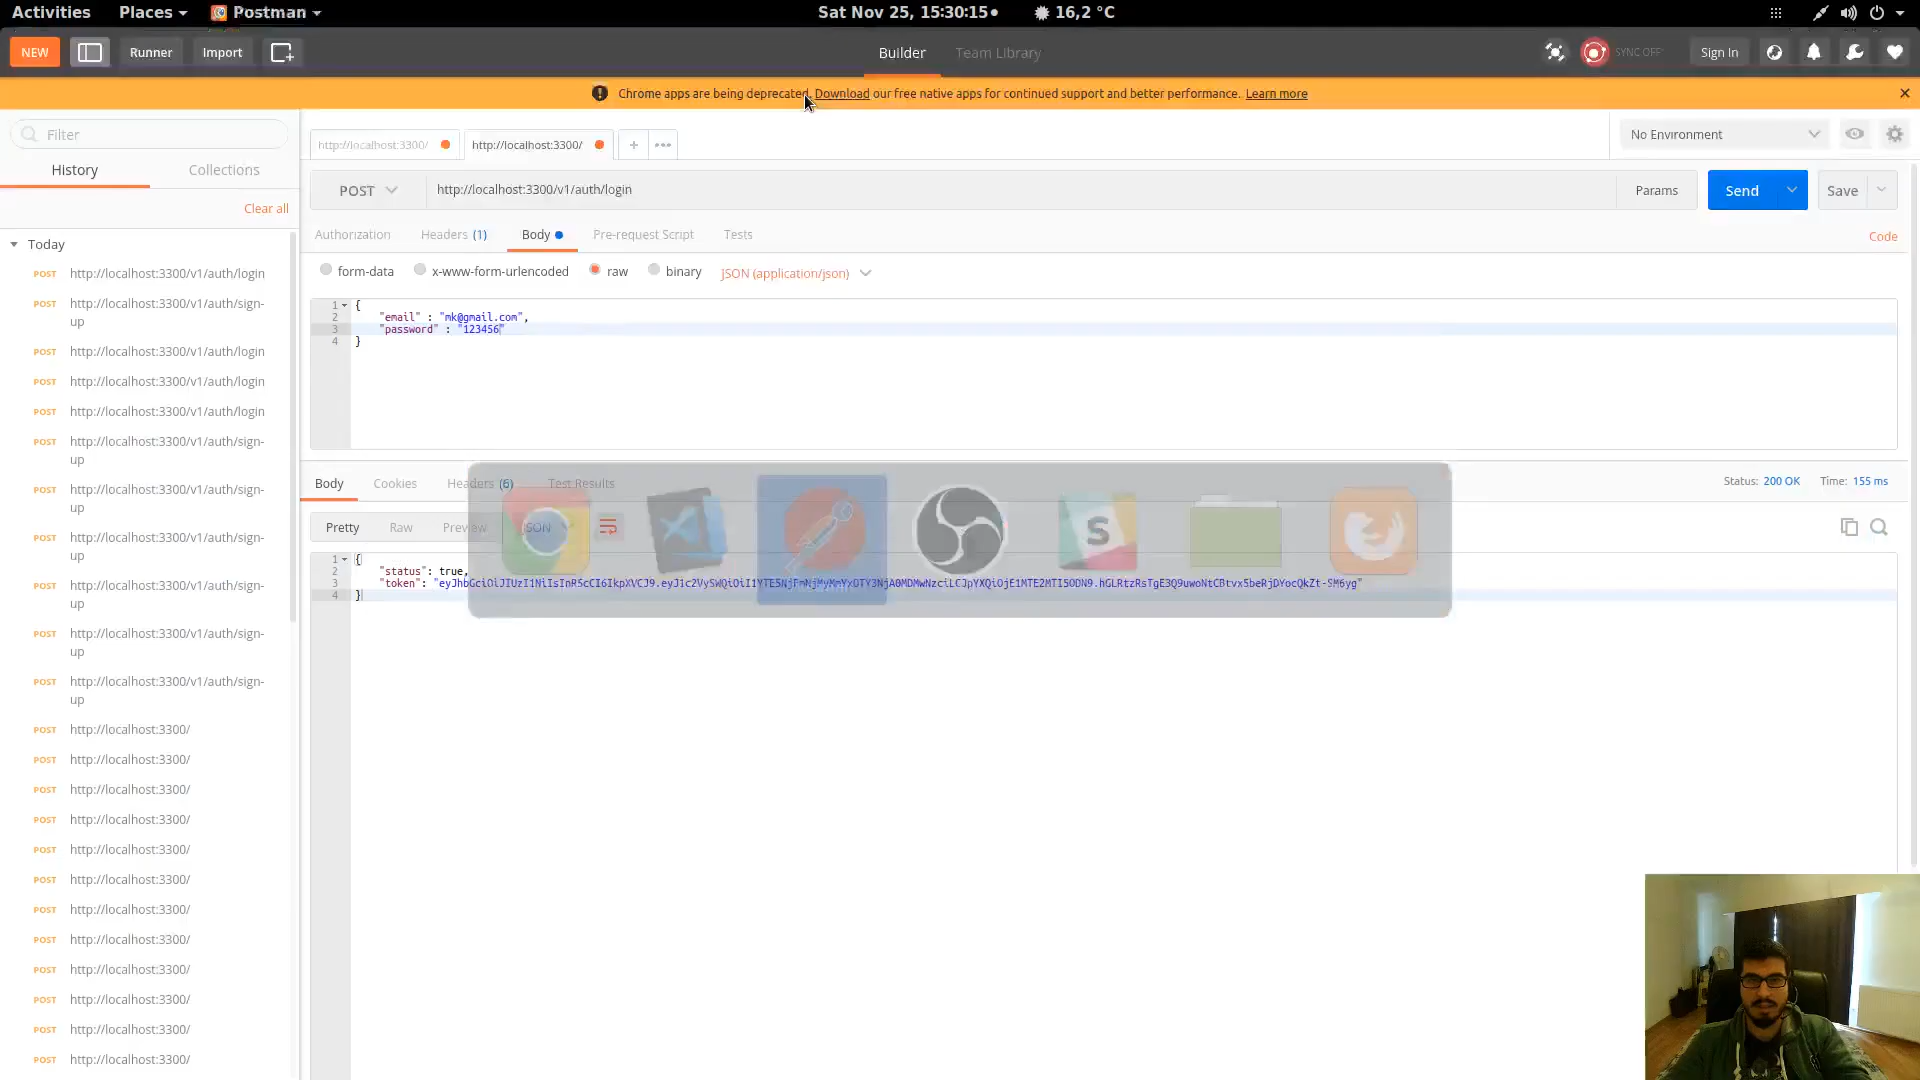 Activities Places Postman Sat Nov 25, 15:30:15 16,2 °C
NEW Runner Import Builder Team Library SYNC OFF Sign In
Chrome apps are being deprecated. Download our free native apps for continued support and better performance. Learn more
Filter
History Collections
Clear all
Today
POST http://localhost:3300/v1/auth/login
POST http://localhost:3300/v1/auth/sign-
up
POST http://localhost:3300/v1/auth/login
POST http://localhost:3300/v1/auth/login
POST http://localhost:3300/v1/auth/login
POST http://localhost:3300/v1/auth/sign-
up
POST http://localhost:3300/v1/auth/sign-
up
POST http://localhost:3300/v1/auth/sign-
up
POST http://localhost:3300/v1/auth/sign-
up
POST http://localhost:3300/v1/auth/sign-
up
POST http://localhost:3300/v1/auth/sign-
up
POST http://localhost:3300/
POST http://localhost:3300/
POST http://localhost:3300/
POST http://localhost:3300/
POST http://localhost:3300/
POST http://localhost:3300/
POST http://localhost:3300/
POST http://localhost:3300/
POST http://localhost:3300/
POST http://localhost:3300/
POST http://localhost:3300/
POST http://localhost:3300/
http://localhost:3300/ http://localhost:3300/ + •••
No Environment
POST http://localhost:3300/v1/auth/login Params Send Save
Authorization Headers (1) Body Pre-request Script Tests Code
form-data x-www-form-urlencoded raw binary JSON (application/json)
1 {
2 "email" : "mk@gmail.com",
3 "password" : "123456"
4 }
Body Cookies Headers (6) Test Results Status: 200 OK Time: 155 ms
Pretty Raw Preview JSON
1 {
2 "status": true,
3 "token":
4 }